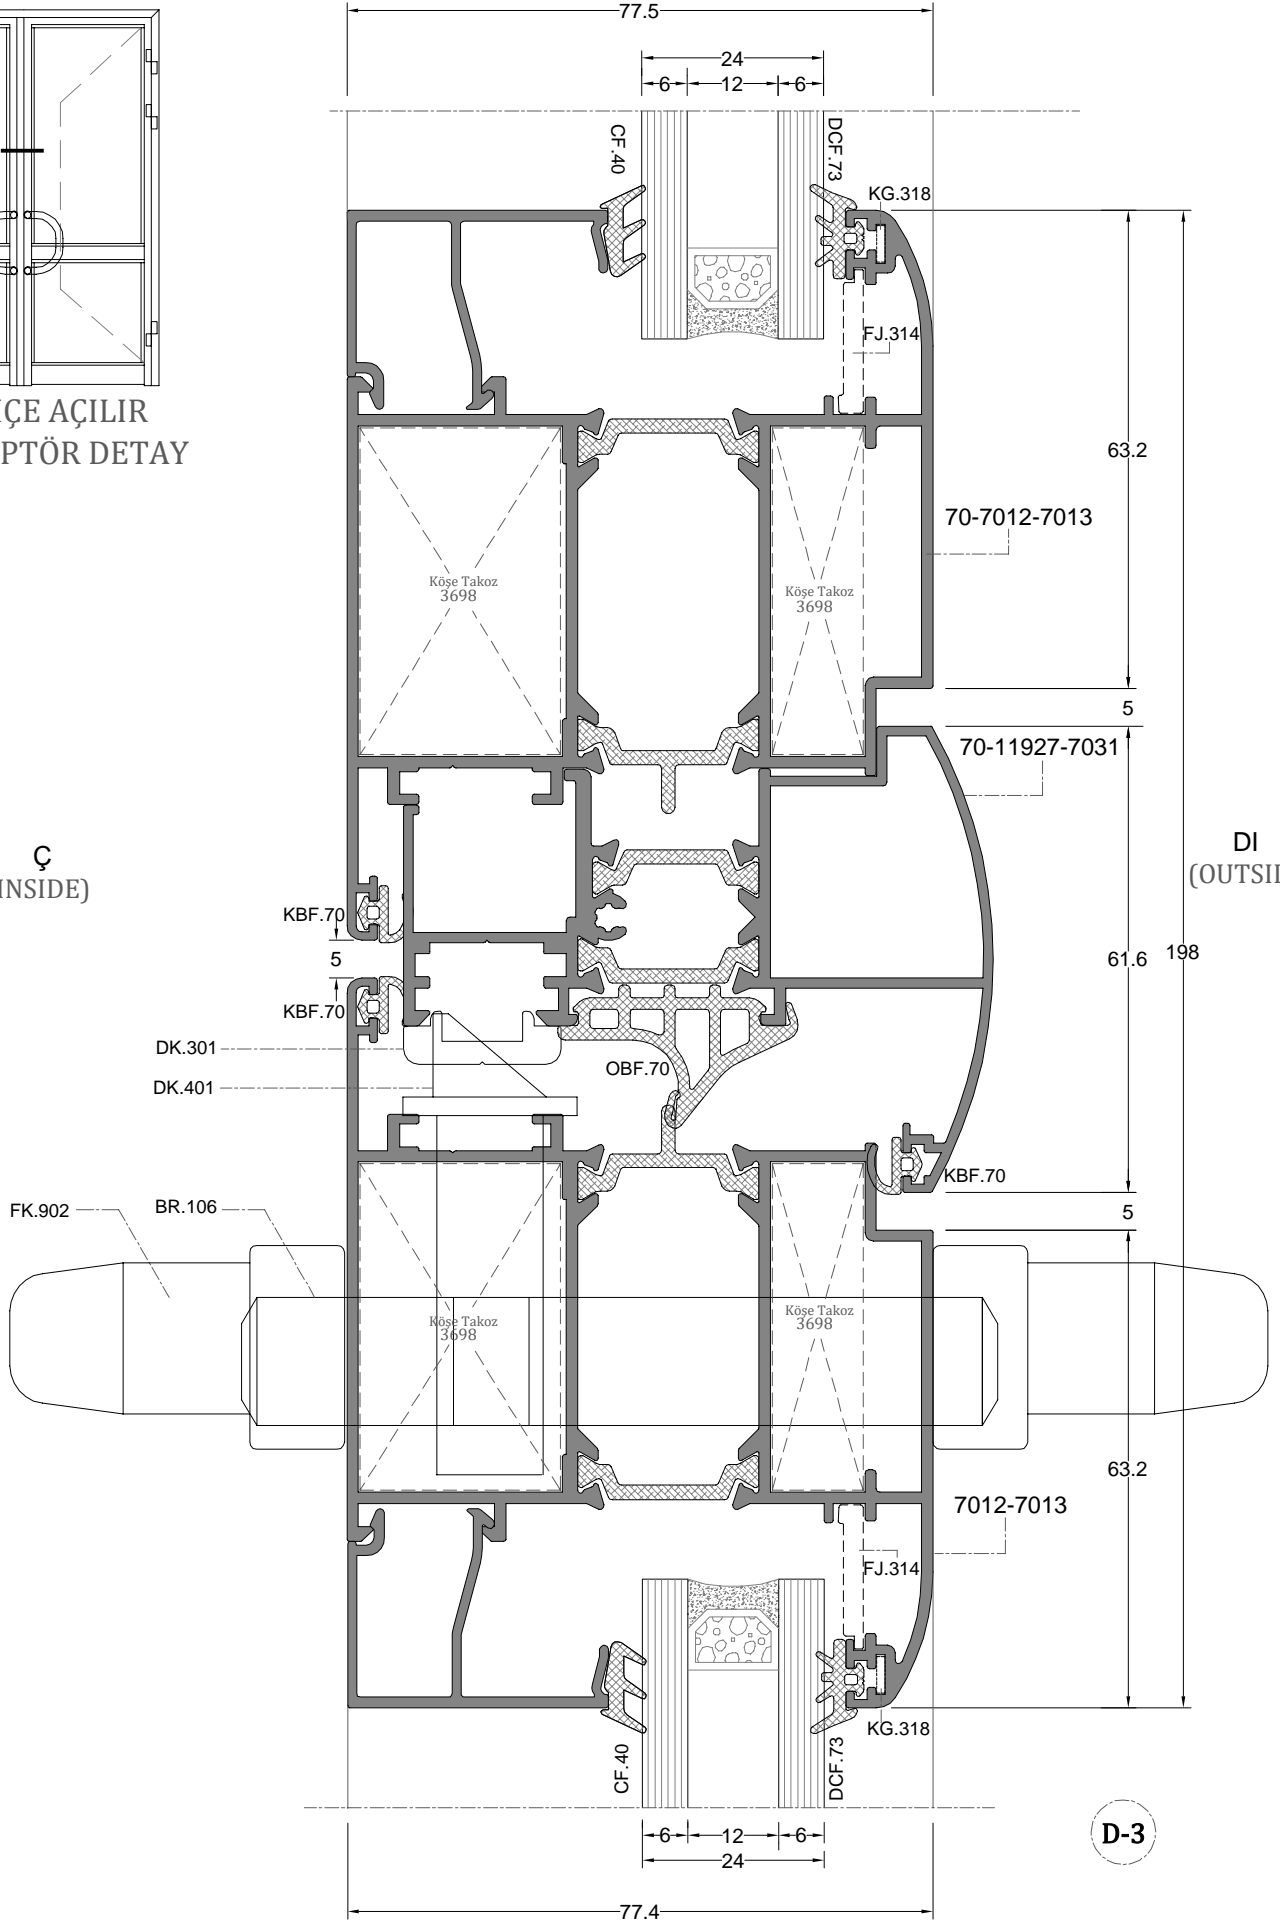 77.5
24
6
12
6
CF.40
DCF.73
KG.318
FJ.314
ÇE AÇILIR
PTÖR DETAY
63.2
70-7012-7013
Köşe Takoz
3698
Köşe Takoz
3698
5
70-11927-7031
Ç
INSIDE)
DI
(OUTSI
KBF.70
5
KBF.70
61.6
198
DK.301
DK.401
OBF.70
KBF.70
FK.902
BR.106
5
Köşe Takoz
3698
Köşe Takoz
3698
63.2
7012-7013
FJ.314
KG.318
CF.40
DCF.73
6
12
6
24
D-3
77.4